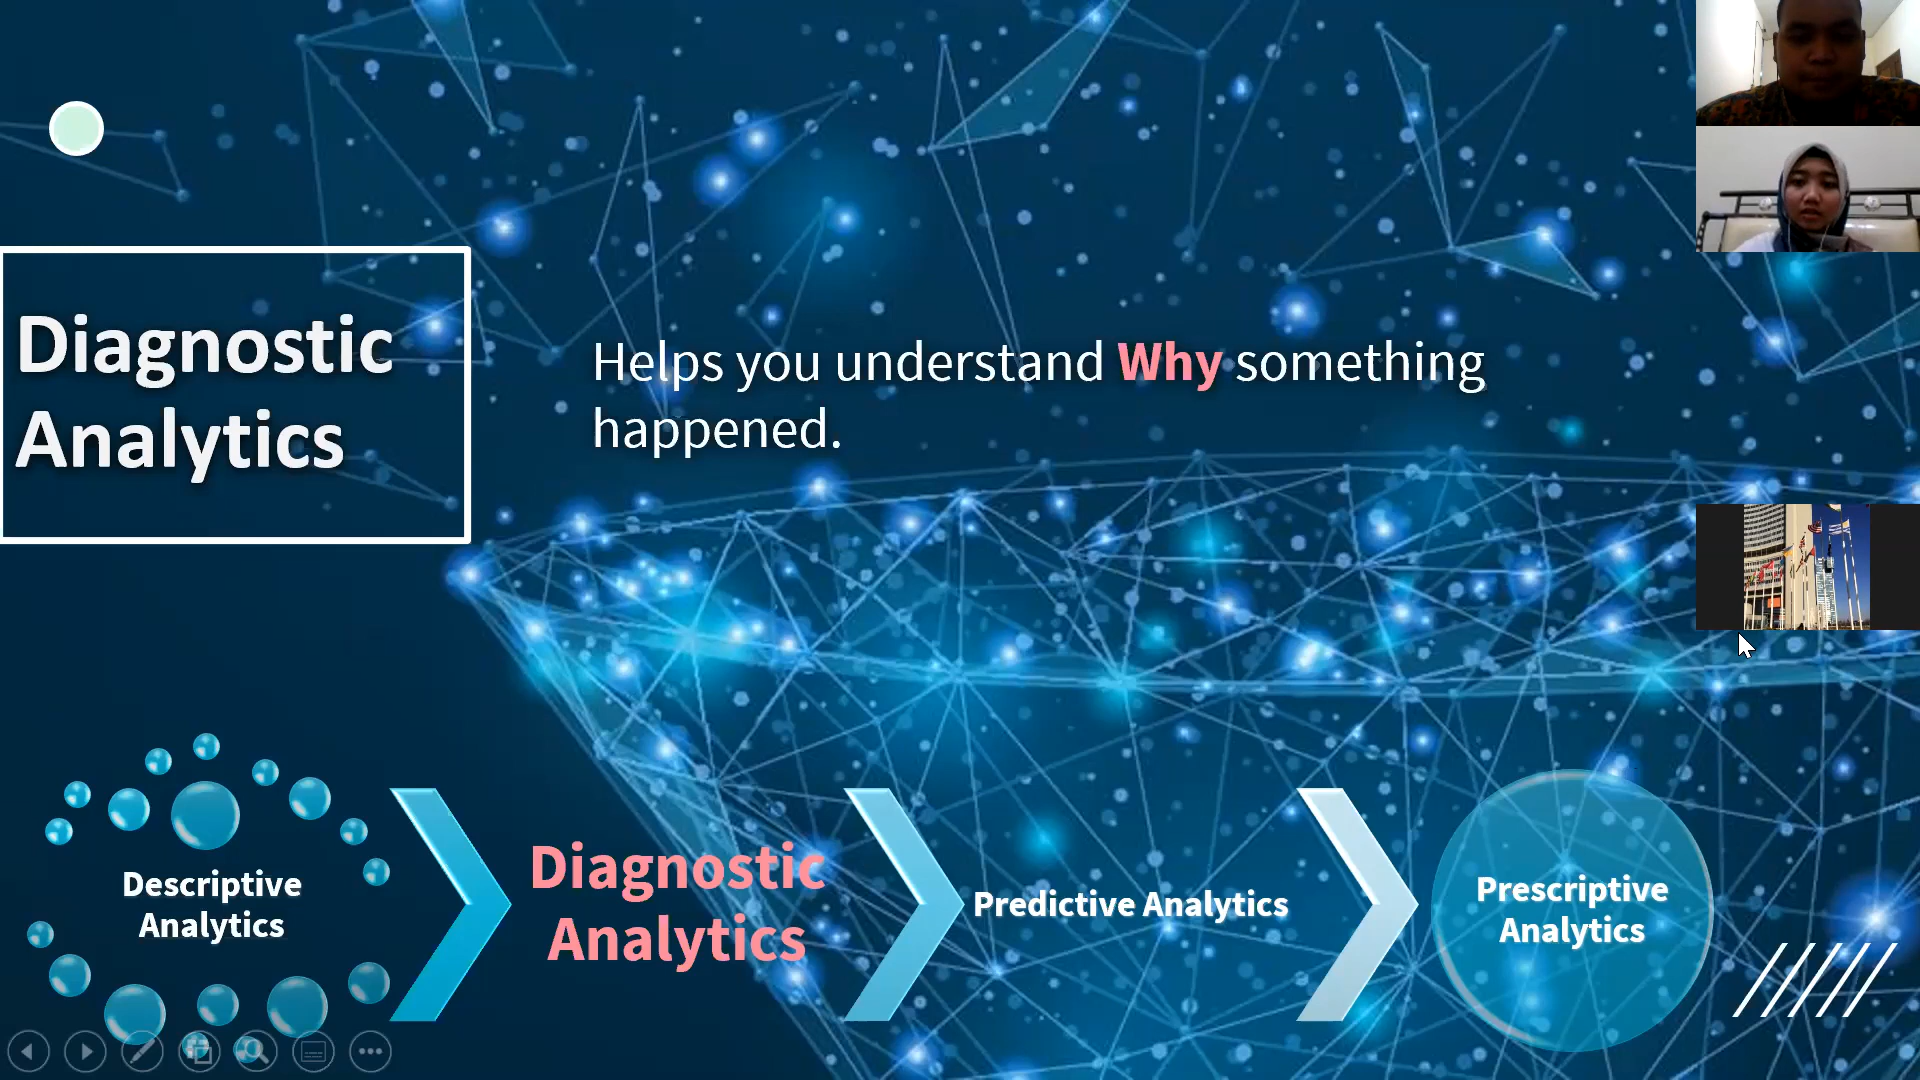 Diagnostic
Analytics
Helps you understand Why something
happened.
Descriptive
Analytics
Diagnostic
Analytics
Predictive Analytics
Prescriptive
Analytics